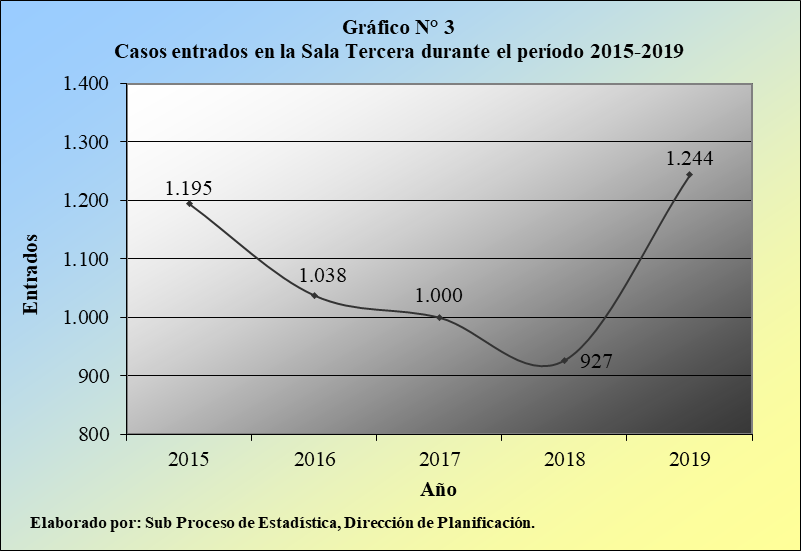 Gráfico N° 3
Casos entrados en la Sala Tercera durante el período 2015-2019
1.400
1.300
1.200
1.100
1.000
900
800
Entrados
1.195
1.038
1.000
927
1.244
2015 2016 2017 2018 2019
Año
Elaborado por: Sub Proceso de Estadística, Dirección de Planificación.